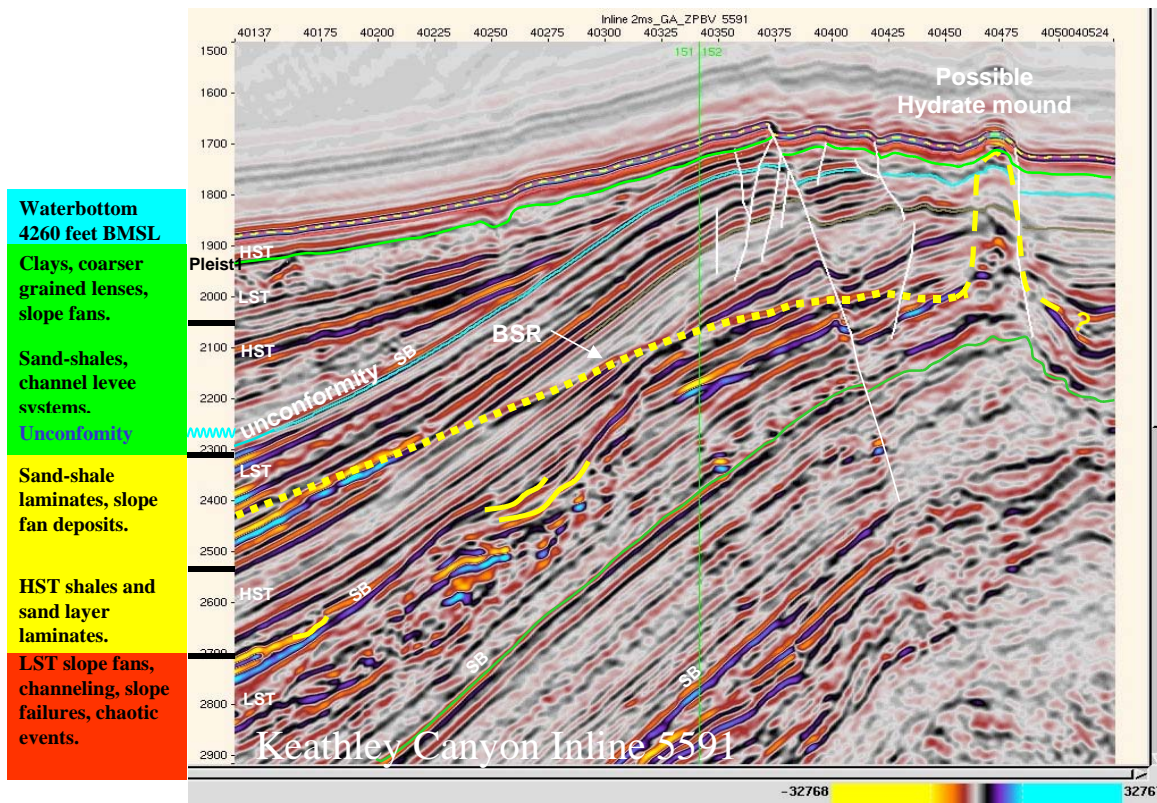 Inline 2ms_GA_ZPBV 5591
40137 40175 40200 40225 40250 40275 40300 40325 40350 40375 40400 40425 40450 40475 4050040524
151 152
1500
1600
1700
1800
1900
2000
2100
2200
2300
2400
2500
2600
2700
2800
2900
Possible
Hydrate mound
Waterbottom
4260 feet BMSL
Clays, coarser
grained lenses,
slope fans.
Sand-shales,
channel levee
systems.
Unconfomity
Sand-shale
laminates, slope
fan deposits.
HST shales and
sand layer
laminates.
LST slope fans,
channeling, slope
failures, chaotic
events.
HST
Pleist1
LST
HST
unconformity
SB
BSR
?
LST
HST
SB
SB
SB
LST
Keathley Canyon Inline 5591
-32768
3276